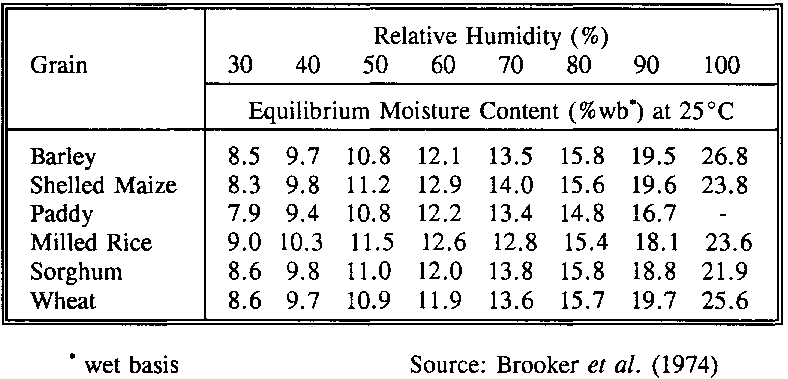 Relative Humidity (%)
Grain 30 40 50 60 70 80 90 100
Equilibrium Moisture Content (%wb*) at 25°C
Barley 8.5 9.7 10.8 12.1 13.5 15.8 19.5 26.8
Shelled Maize 8.3 9.8 11.2 12.9 14.0 15.6 19.6 23.8
Paddy 7.9 9.4 10.8 12.2 13.4 14.8 16.7 -
Milled Rice 9.0 10.3 11.5 12.6 12.8 15.4 18.1 23.6
Sorghum 8.6 9.8 11.0 12.0 13.8 15.8 18.8 21.9
Wheat 8.6 9.7 10.9 11.9 13.6 15.7 19.7 25.6
* wet basis Source: Brooker et al. (1974)